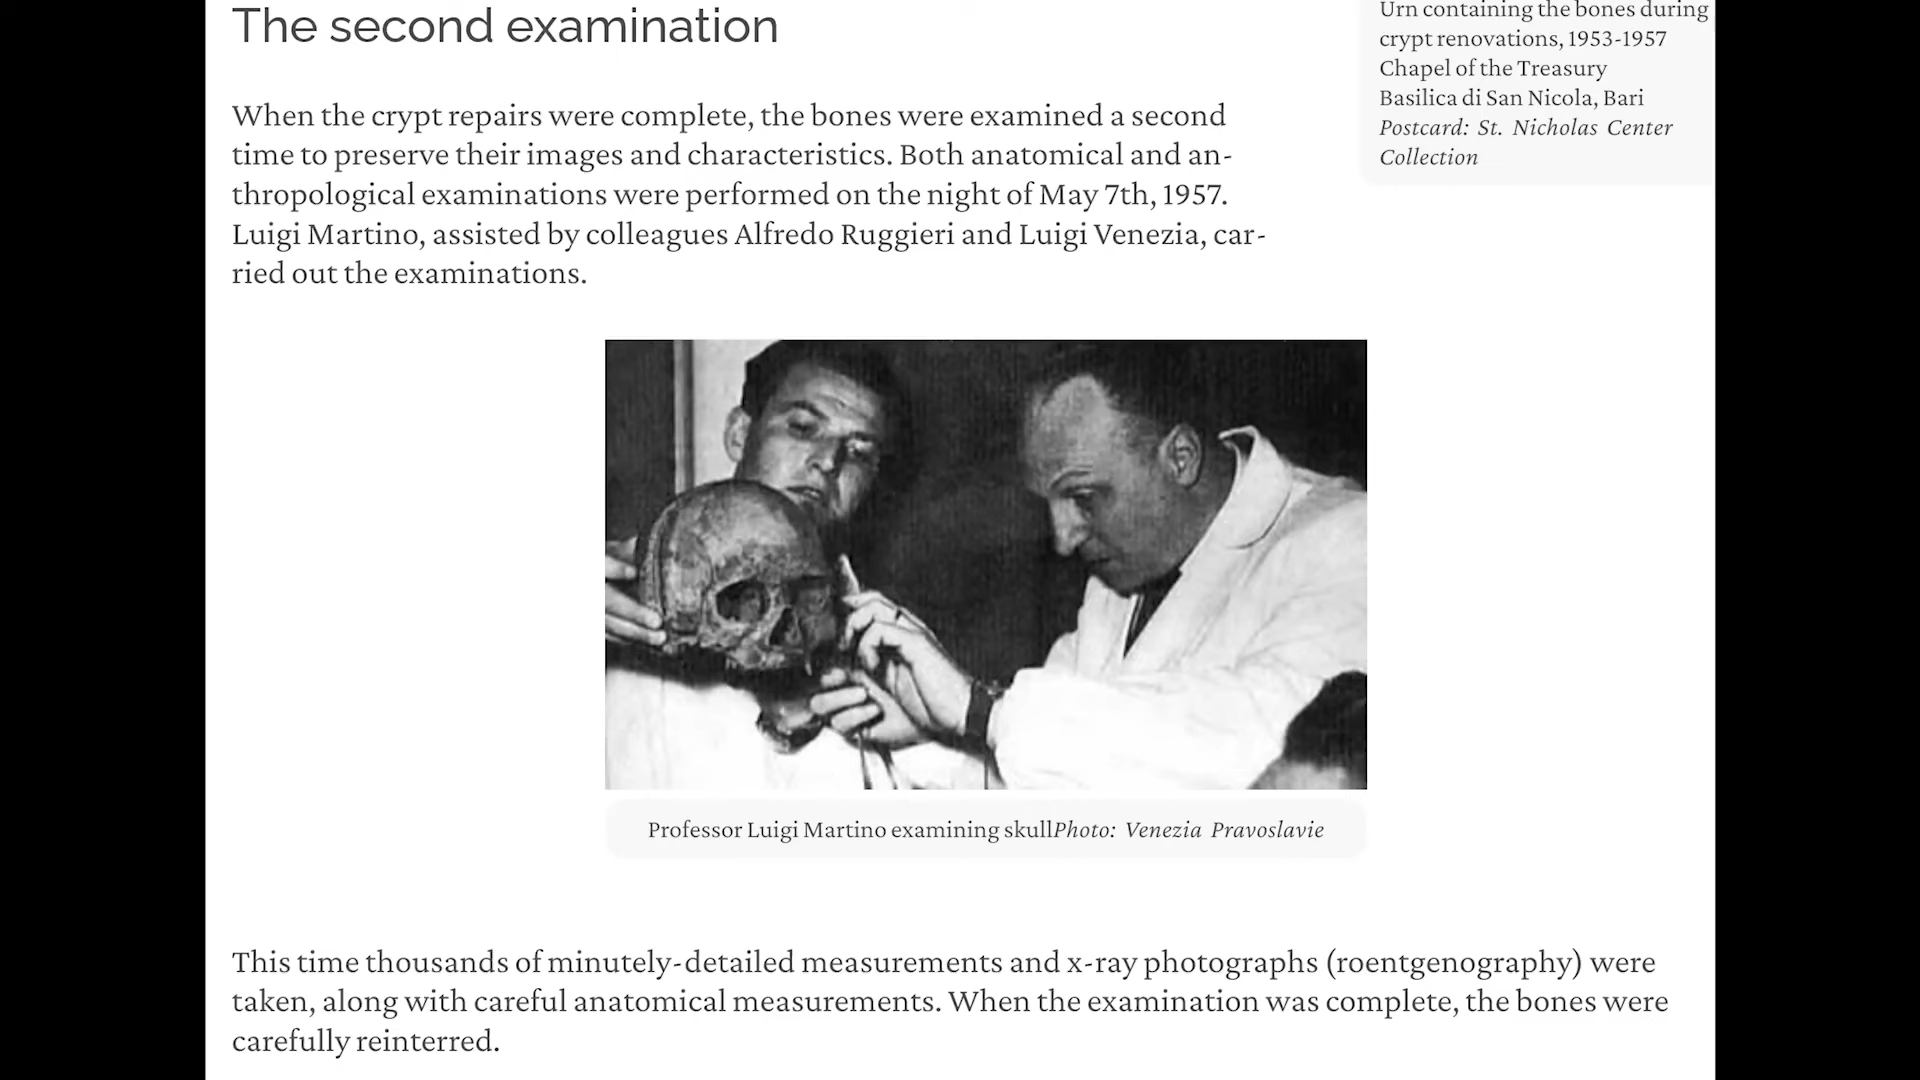 The second examination
When the crypt repairs were complete, the bones were examined a second
time to preserve their images and characteristics. Both anatomical and an-
thropological examinations were performed on the night of May 7th, 1957.
Luigi Martino, assisted by colleagues Alfredo Ruggieri and Luigi Venezia, car-
ried out the examinations.
Urn containing the bones during
crypt renovations, 1953-1957
Chapel of the Treasury
Basilica di San Nicola, Bari
Postcard: St. Nicholas Center
Collection
Professor Luigi Martino examining skullPhoto: Venezia Pravoslavie
This time thousands of minutely-detailed measurements and x-ray photographs (roentgenography) were
taken, along with careful anatomical measurements. When the examination was complete, the bones were
carefully reinterred.